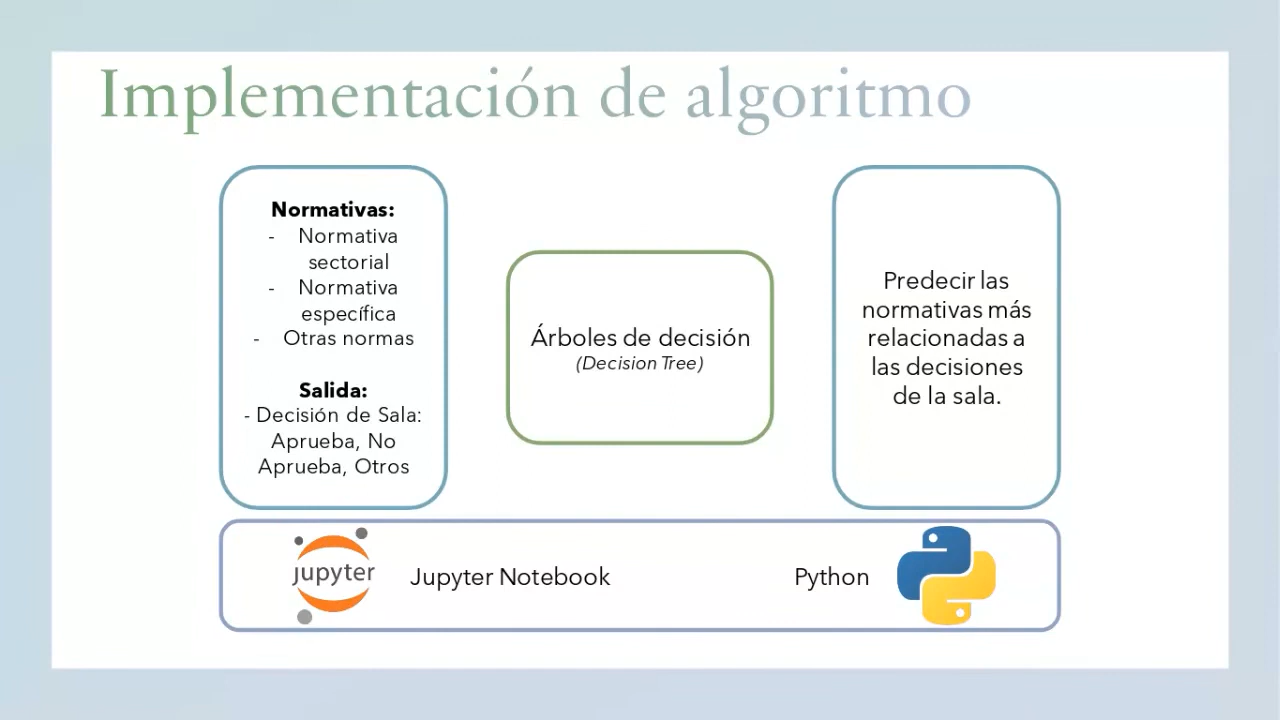 Implementación de algoritmo
Normativas:
- Normativa
sectorial
- Normativa
específica
- Otras normas
Salida:
- Decisión de Sala:
Aprueba, No
Aprueba, Otros
Árboles de decisión
(Decision Tree)
Predecir las
normativas más
relacionadas a
las decisiones
de la sala.
jupyter
Jupyter Notebook
Python